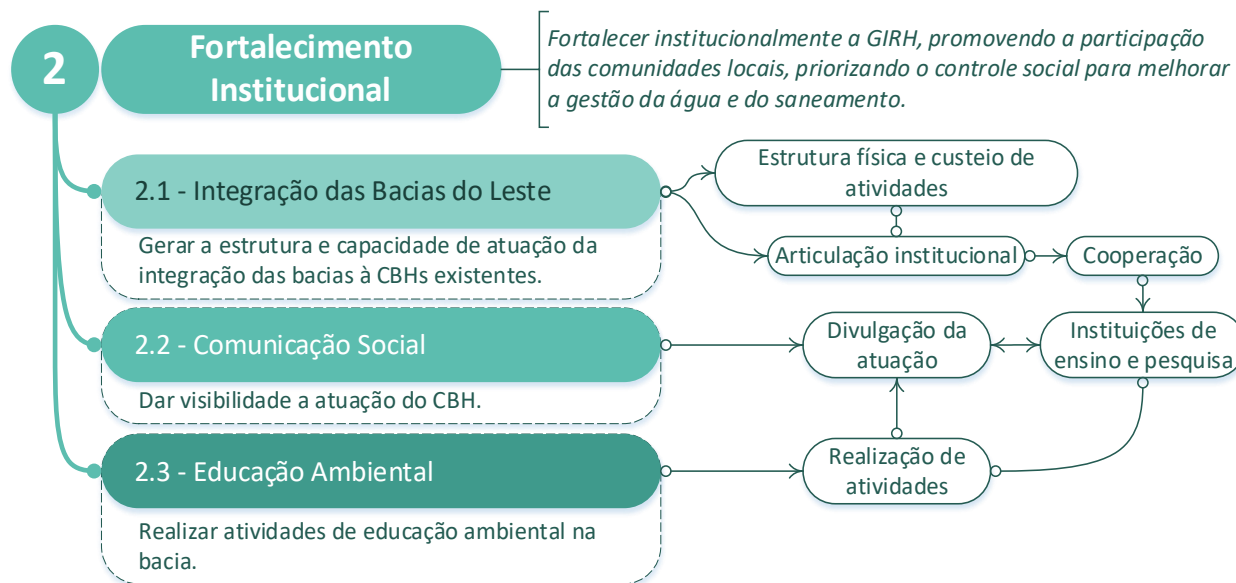 2
Fortalecimento
Institucional
Fortalecer institucionalmente a GIRH, promovendo a participação
das comunidades locais, priorizando o controle social para melhorar
a gestão da água e do saneamento.
2.1 - Integração das Bacias do Leste
Gerar a estrutura e capacidade de atuação da
integração das bacias à CBHs existentes.
Estrutura física e custeio de
atividades
Articulação institucional
Cooperação
2.2 - Comunicação Social
Dar visibilidade a atuação do CBH.
Divulgação da
atuação
Instituições de
ensino e pesquisa
2.3 - Educação Ambiental
Realizar atividades de educação ambiental na
bacia.
Realização de
atividades